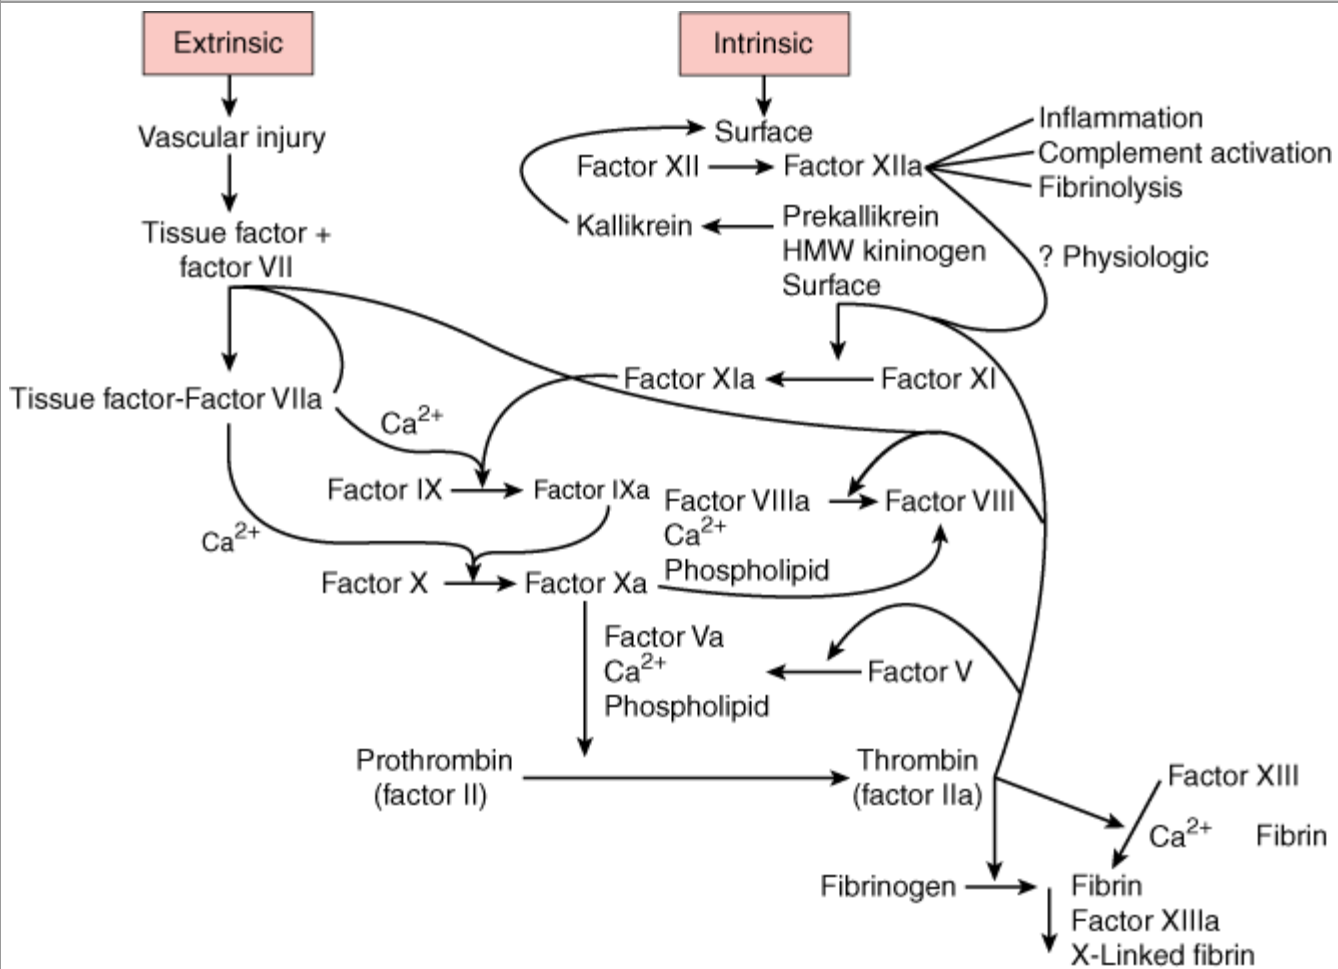 Extrinsic
Intrinsic
Vascular injury
Surface
Inflammation
Factor XII
Factor XIIa
Complement activation
Fibrinolysis
Kallikrein
Prekallikrein
HMW kininogen
Surface
? Physiologic
Tissue factor +
factor VII
Factor XIa
Factor XI
Tissue factor-Factor VIIa
Ca2+
Factor IX
Factor IXa
Factor VIIIa
Ca2+
Phospholipid
Factor VIII
Ca2+
Factor X
Factor Xa
Factor Va
Ca2+
Phospholipid
Factor V
Prothrombin
(factor II)
Thrombin
(factor IIa)
Factor XIII
Ca2+
Fibrin
Fibrinogen
Fibrin
Factor XIIIa
X-Linked fibrin